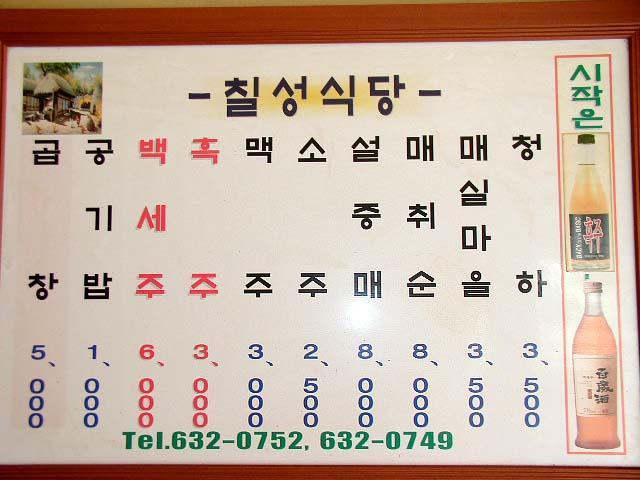 -칠성식당-
곱창 5,000
공기밥 1,000
백세주 6,000
흑주 3,000
맥주 3,000
소주 2,500
설중매 8,000
매취순 8,000
매실마을 3,500
청하 3,500
Tel.632-0752, 632-0749
시작은
百歲酒